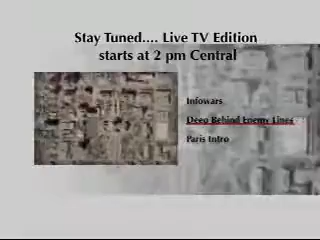 Stay Tuned.... Live TV Edition
starts at 2 pm Central
Infowars
Deep Behind Enemy Lines
Paris Intro